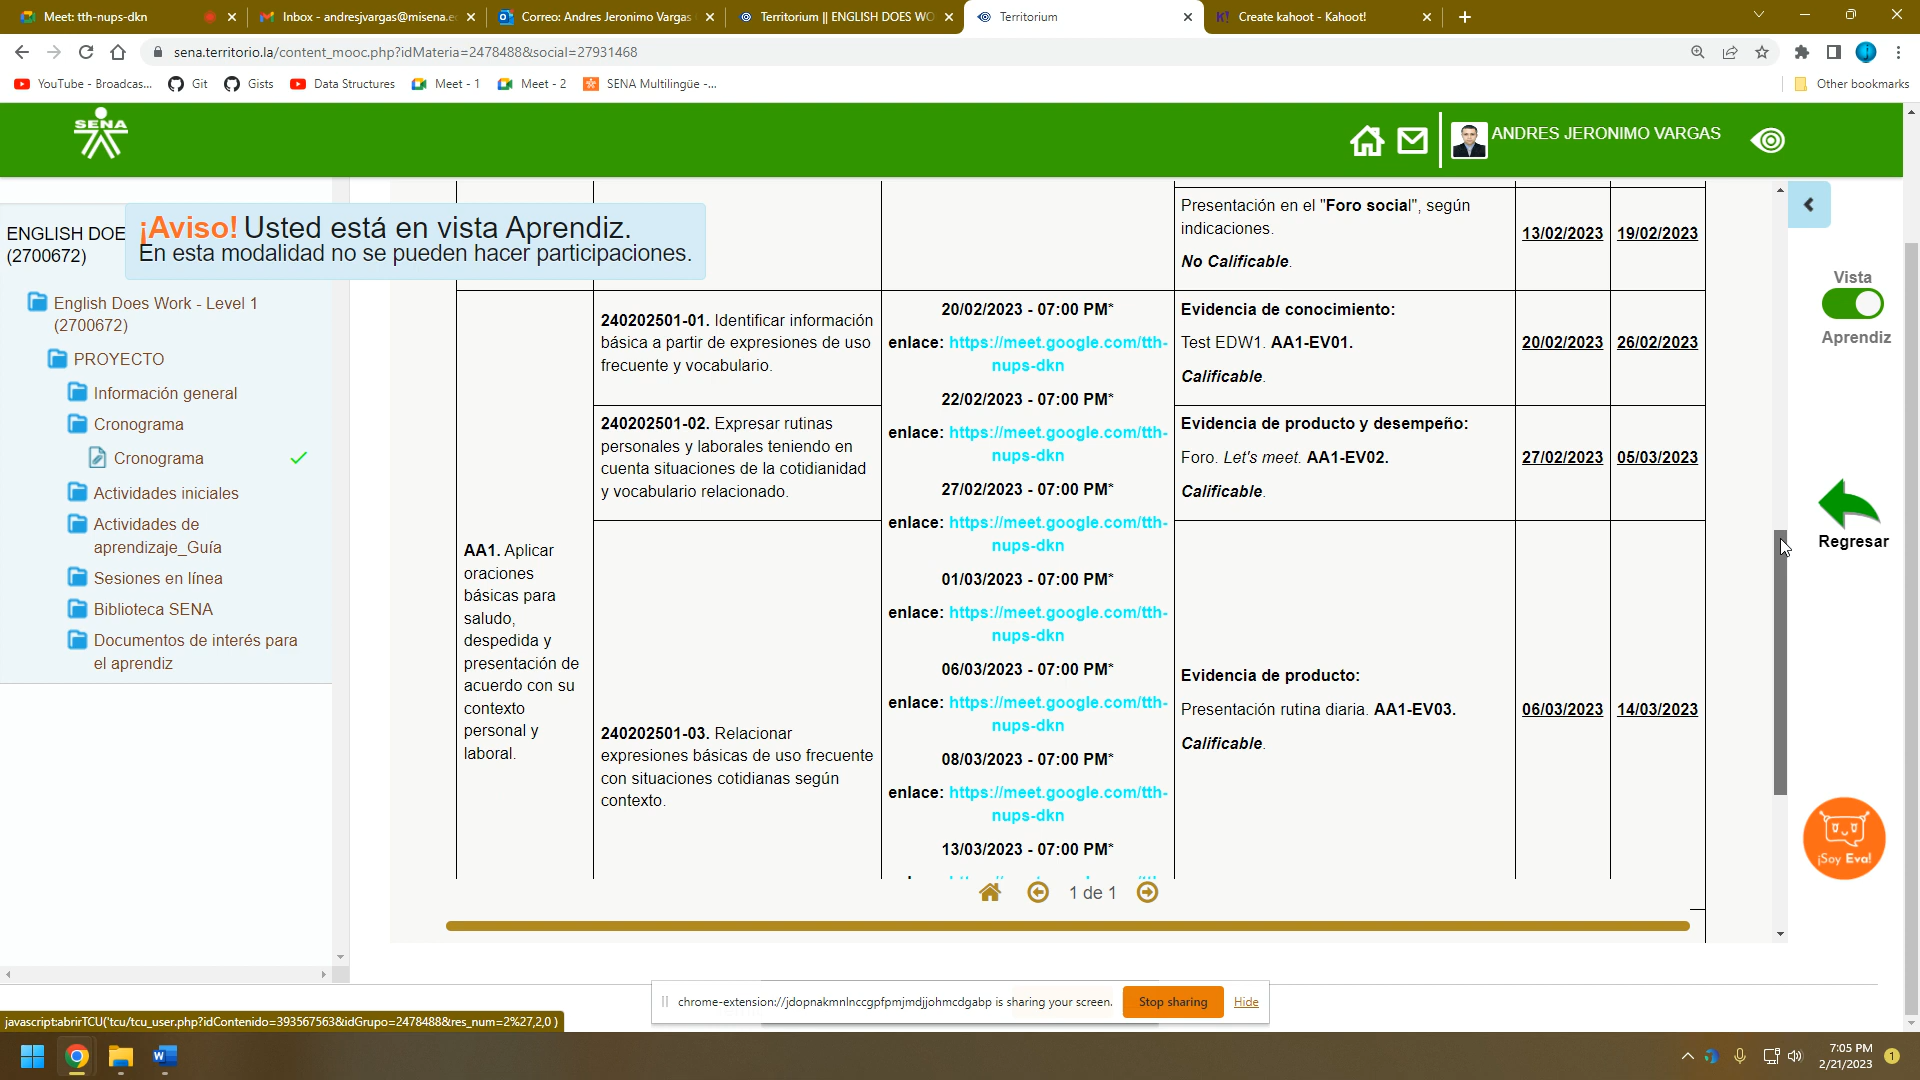 Meet: tth-nups-dkn
Inbox - andresjvargas@misena.ec
Correo: Andres Jeronimo Vargas
Territorium || ENGLISH DOES WO
Territorium
Create kahoot - Kahoot!
sena.territorio.la/content_mooc.php?idMateria=2478488&social=27931468
YouTube - Broadcas...
Git
Gists
Data Structures
Meet - 1
Meet - 2
SENA Multilingüe -...
Other bookmarks
SENA
ANDRES JERONIMO VARGAS
ENGLISH DOE
(2700672)
¡Aviso! Usted está en vista Aprendiz.
En esta modalidad no se pueden hacer participaciones.
English Does Work - Level 1
(2700672)
PROYECTO
Información general
Cronograma
Cronograma
Actividades iniciales
Actividades de
aprendizaje_Guía
Sesiones en línea
Biblioteca SENA
Documentos de interés para
el aprendiz
Presentación en el "Foro social", según
indicaciones.
No Calificable.
13/02/2023
19/02/2023
AA1. Aplicar
oraciones
básicas para
saludo,
despedida y
presentación de
acuerdo con su
contexto
personal y
laboral.
240202501-01. Identificar información
básica a partir de expresiones de uso
frecuente y vocabulario.
240202501-02. Expresar rutinas
personales y laborales teniendo en
cuenta situaciones de la cotidianidad
y vocabulario relacionado.
240202501-03. Relacionar
expresiones básicas de uso frecuente
con situaciones cotidianas según
contexto.
20/02/2023 - 07:00 PM*
enlace: https://meet.google.com/tth-
nups-dkn
22/02/2023 - 07:00 PM*
enlace: https://meet.google.com/tth-
nups-dkn
27/02/2023 - 07:00 PM*
enlace: https://meet.google.com/tth-
nups-dkn
01/03/2023 - 07:00 PM*
enlace: https://meet.google.com/tth-
nups-dkn
06/03/2023 - 07:00 PM*
enlace: https://meet.google.com/tth-
nups-dkn
08/03/2023 - 07:00 PM*
enlace: https://meet.google.com/tth-
nups-dkn
13/03/2023 - 07:00 PM*
Evidencia de conocimiento:
Test EDW1. AA1-EV01.
Calificable.
20/02/2023
26/02/2023
Evidencia de producto y desempeño:
Foro. Let's meet. AA1-EV02.
Calificable.
27/02/2023
05/03/2023
Evidencia de producto:
Presentación rutina diaria. AA1-EV03.
Calificable.
06/03/2023
14/03/2023
Vista
Aprendiz
Regresar
¡Soy Eva!
1 de 1
chrome-extension://jdopnakmnlnccgpfpmjmdjjohmcdgabp is sharing your screen.
Stop sharing
Hide
javascript:abrirTCU('tcu/tcu_user.php?idContenido=393567563&idGrupo=2478488&res_num=2%27,2,0 )
7:05 PM
2/21/2023
1